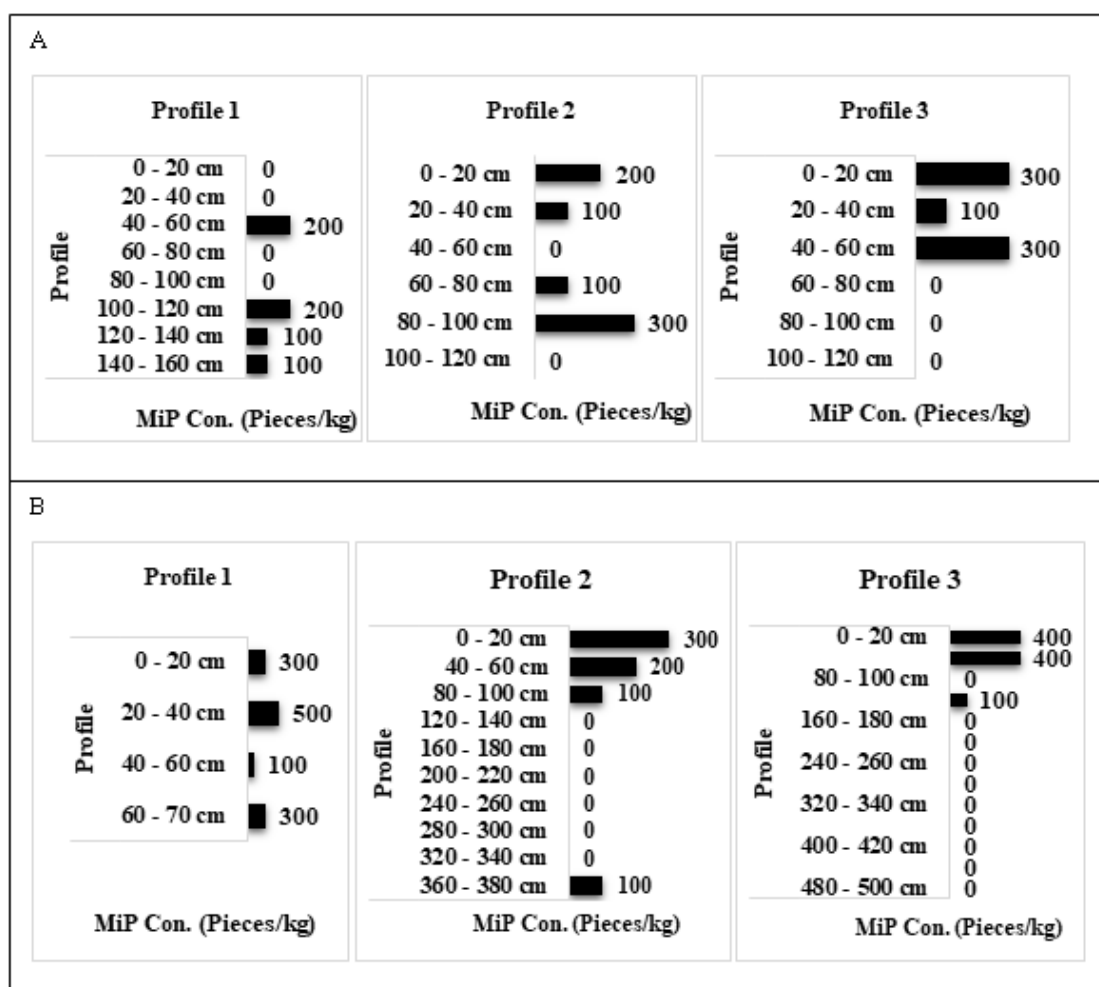 A
Profile 1
Profile
0 - 20 cm 0
20 - 40 cm 0
40 - 60 cm 200
60 - 80 cm 0
80 - 100 cm 0
100 - 120 cm 200
120 - 140 cm 100
140 - 160 cm 100
MiP Con. (Pieces/kg)
Profile 2
0 - 20 cm 200
20 - 40 cm 100
40 - 60 cm 0
60 - 80 cm 100
80 - 100 cm 300
100 - 120 cm 0
MiP Con. (Pieces/kg)
Profile 3
Profile
0 - 20 cm 300
20 - 40 cm 100
40 - 60 cm 300
60 - 80 cm 0
80 - 100 cm 0
100 - 120 cm 0
MiP Con. (Pieces/kg)
B
Profile 1
Profile
0 - 20 cm 300
20 - 40 cm 500
40 - 60 cm 100
60 - 70 cm 300
MiP Con. (Pieces/kg)
Profile 2
Profile
0 - 20 cm 300
40 - 60 cm 200
80 - 100 cm 100
120 - 140 cm 0
160 - 180 cm 0
200 - 220 cm 0
240 - 260 cm 0
280 - 300 cm 0
320 - 340 cm 0
360 - 380 cm 100
MiP Con. (Pieces/kg)
Profile 3
Profile
0 - 20 cm 400
400
80 - 100 cm 0
100
160 - 180 cm 0
0
240 - 260 cm 0
0
320 - 340 cm 0
0
400 - 420 cm 0
0
480 - 500 cm 0
MiP Con. (Pieces/kg)